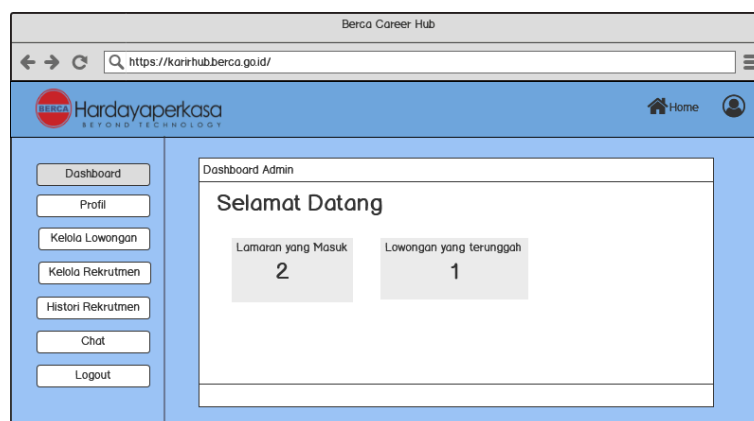 Berca Career Hub
https://karirhub.berca.go.id/
BERCA Hardayaperkasa
BEYOND TECHNOLOGY
Home
Dashboard
Profil
Kelola Lowongan
Kelola Rekrutmen
Histori Rekrutmen
Chat
Logout
Dashboard Admin
Selamat Datang
Lamaran yang Masuk
2
Lowongan yang terunggah
1